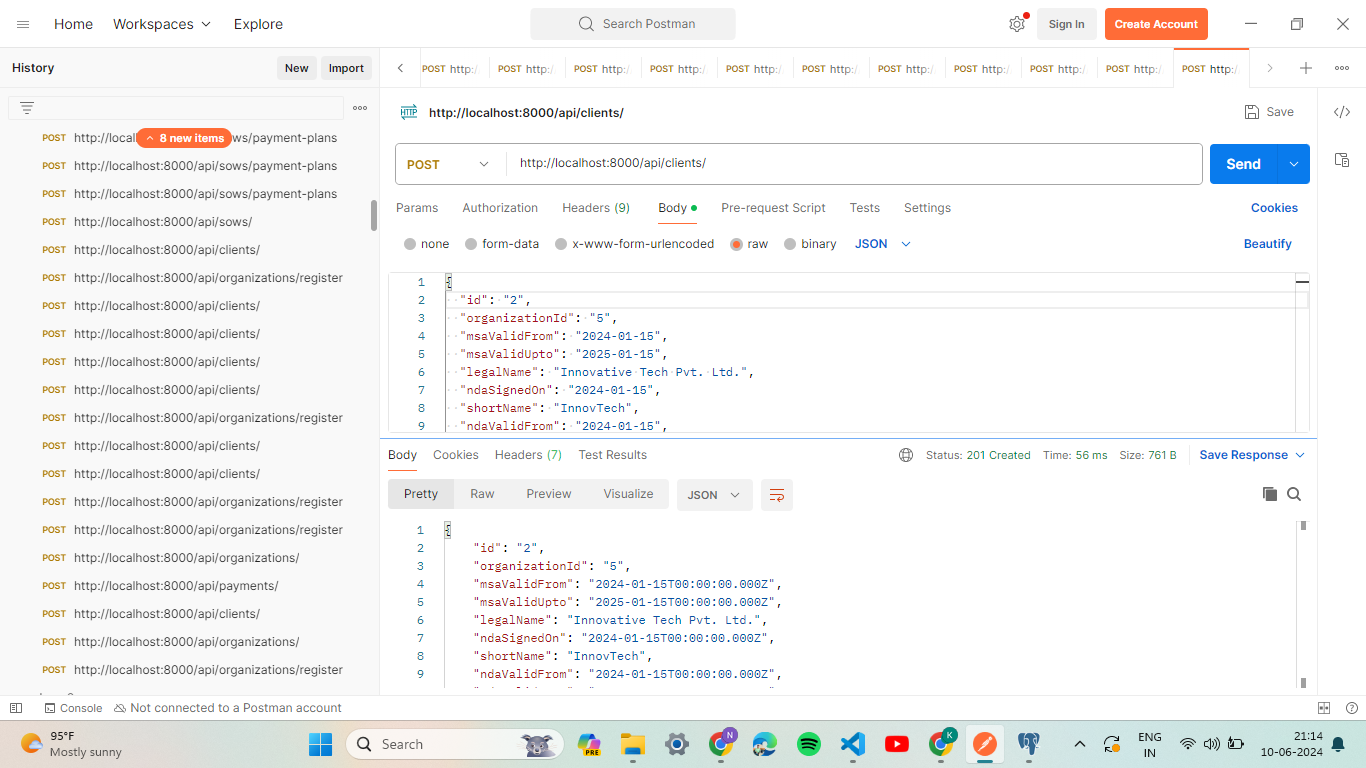 Home Workspaces Explore Search Postman Sign In Create Account
History New Import
POST http:/ POST http:/ POST http:/ POST http:/ POST http:/ POST http:/ POST http:/ POST http:/ POST http:/ POST http:/ POST http:/
POST http://local ws/payment-plans
8 new items
POST http://localhost:8000/api/sows/payment-plans
POST http://localhost:8000/api/sows/payment-plans
POST http://localhost:8000/api/sows/
POST http://localhost:8000/api/clients/
POST http://localhost:8000/api/organizations/register
POST http://localhost:8000/api/clients/
POST http://localhost:8000/api/clients/
POST http://localhost:8000/api/clients/
POST http://localhost:8000/api/clients/
POST http://localhost:8000/api/organizations/register
POST http://localhost:8000/api/clients/
POST http://localhost:8000/api/clients/
POST http://localhost:8000/api/organizations/register
POST http://localhost:8000/api/organizations/register
POST http://localhost:8000/api/organizations/
POST http://localhost:8000/api/payments/
POST http://localhost:8000/api/clients/
POST http://localhost:8000/api/organizations/
POST http://localhost:8000/api/organizations/register
HTTP http://localhost:8000/api/clients/ Save
POST http://localhost:8000/api/clients/ Send
Params Authorization Headers (9) Body Pre-request Script Tests Settings Cookies
none form-data x-www-form-urlencoded raw binary JSON Beautify
1 {
2 "id": "2",
3 "organizationId": "5",
4 "msaValidFrom": "2024-01-15",
5 "msaValidUpto": "2025-01-15",
6 "legalName": "Innovative Tech Pvt. Ltd.",
7 "ndaSignedOn": "2024-01-15",
8 "shortName": "InnovTech",
9 "ndaValidFrom": "2024-01-15",
Body Cookies Headers (7) Test Results Status: 201 Created Time: 56 ms Size: 761 B Save Response
Pretty Raw Preview Visualize JSON
1 {
2 "id": "2",
3 "organizationId": "5",
4 "msaValidFrom": "2024-01-15T00:00:00.000Z",
5 "msaValidUpto": "2025-01-15T00:00:00.000Z",
6 "legalName": "Innovative Tech Pvt. Ltd.",
7 "ndaSignedOn": "2024-01-15T00:00:00.000Z",
8 "shortName": "InnovTech",
9 "ndaValidFrom": "2024-01-15T00:00:00.000Z",
Console Not connected to a Postman account
95°F
Mostly sunny
Search
PRE
N
K
ENG
IN
21:14
10-06-2024